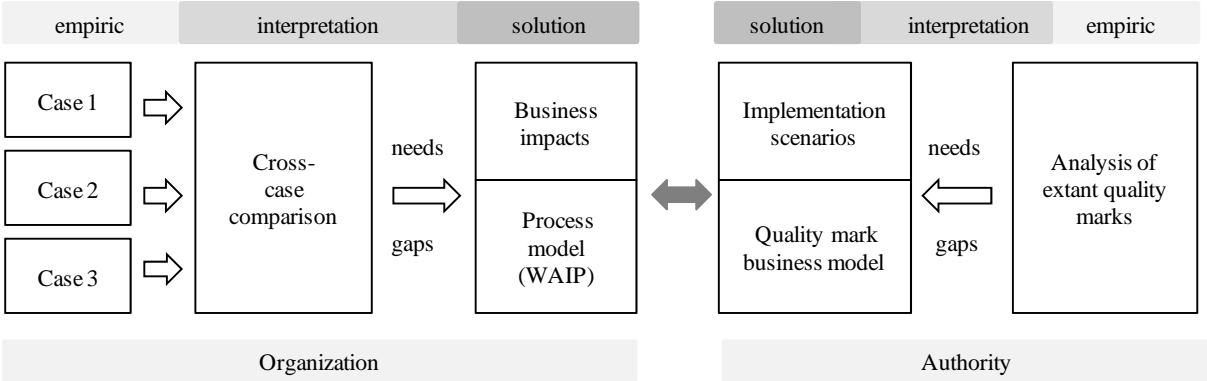 empiric
interpretation
solution
solution
interpretation
empiric
Case 1
Case 2
Case 3
Cross-
case
comparison
needs
gaps
Business
impacts
Process
model
(WAIP)
Implementation
scenarios
Quality mark
business model
needs
gaps
Analysis of
extant quality
marks
Organization
Authority